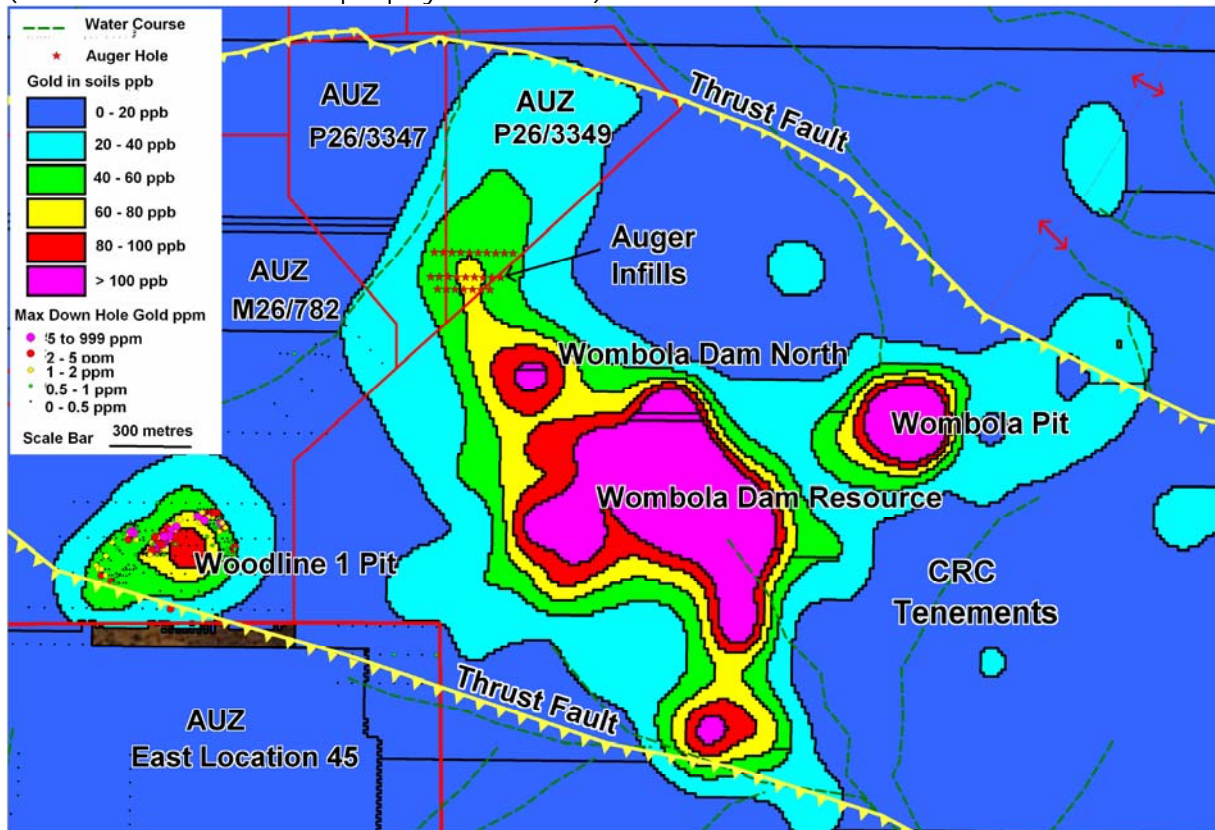 Water Course
Auger Hole
Gold in soils ppb
0 - 20 ppb
20 - 40 ppb
40 - 60 ppb
60 - 80 ppb
80 - 100 ppb
> 100 ppb
Max Down Hole Gold ppm
5 to 999 ppm
2 - 5 ppm
1 - 2 ppm
0.5 - 1 ppm
0 - 0.5 ppm
Scale Bar 300 metres
AUZ
P26/3347
AUZ
P26/3349
Thrust Fault
Auger
Infills
AUZ
M26/782
Wombola Dam North
Wombola Pit
Wombola Dam Resource
Woodline 1 Pit
CRC
Tenements
Thrust Fault
AUZ
East Location 45